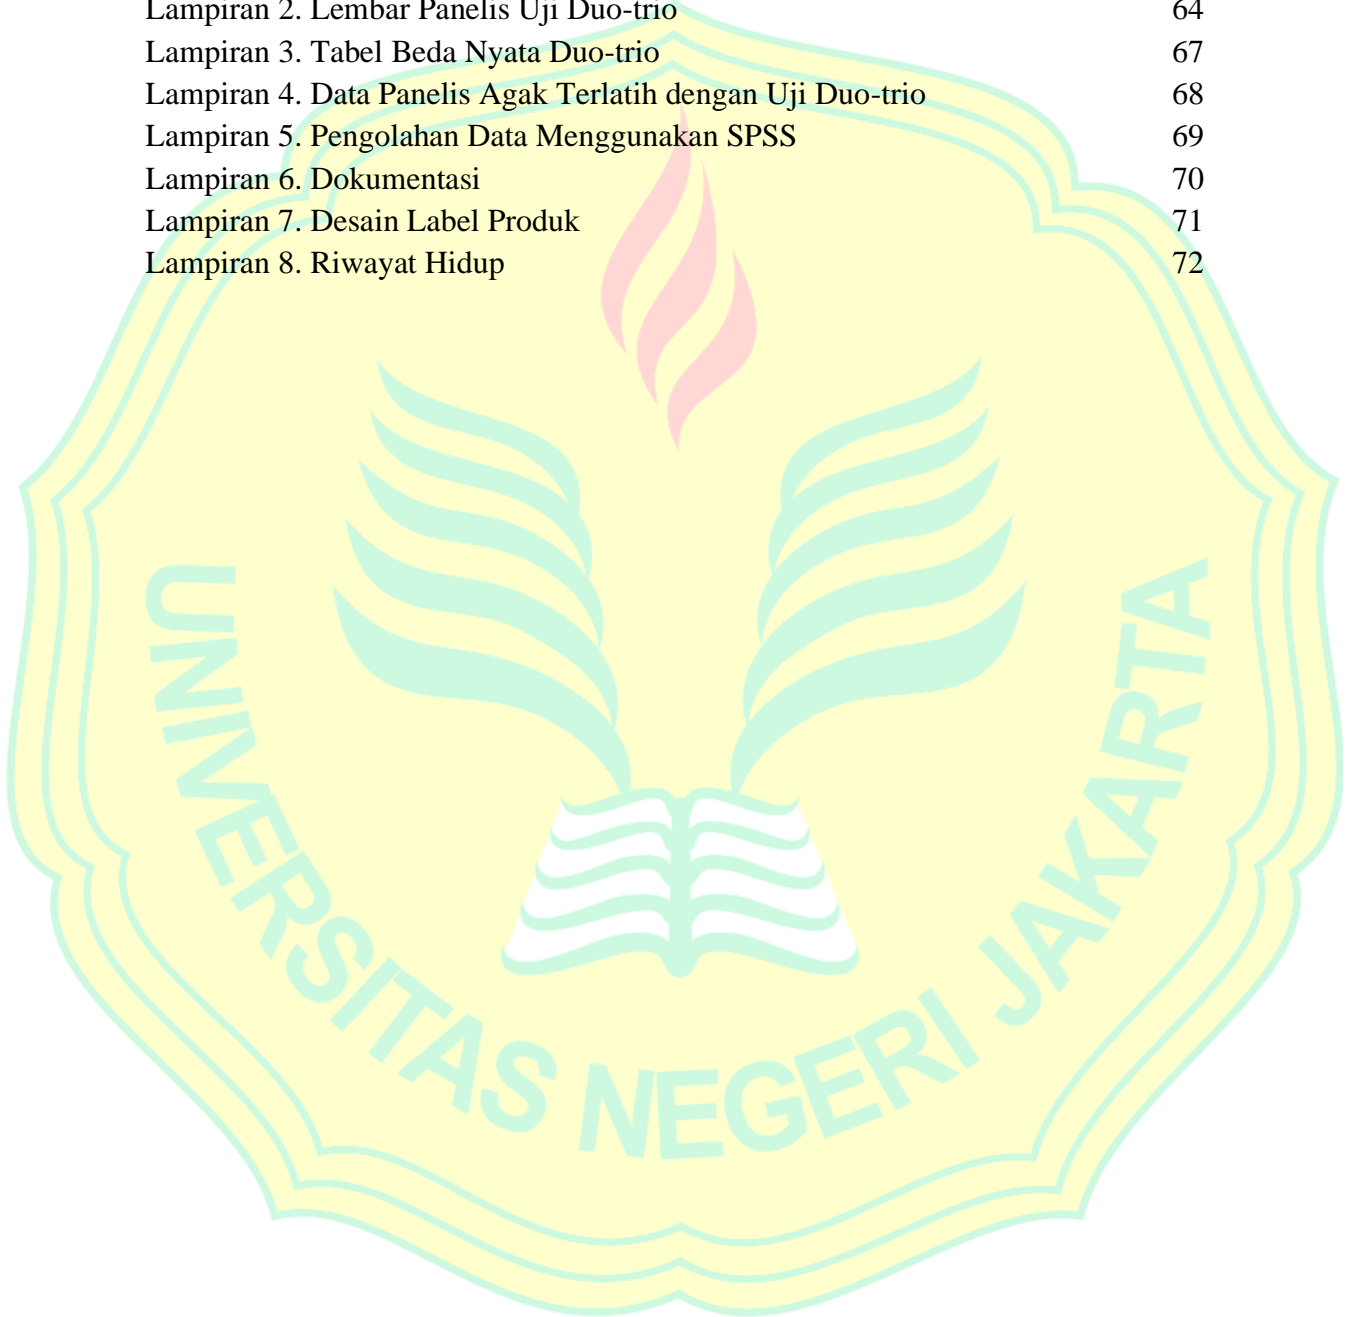 Lampiran 2. Lembar Panelis Uji Duo-trio 64
Lampiran 3. Tabel Beda Nyata Duo-trio 67
Lampiran 4. Data Panelis Agak Terlatih dengan Uji Duo-trio 68
Lampiran 5. Pengolahan Data Menggunakan SPSS 69
Lampiran 6. Dokumentasi 70
Lampiran 7. Desain Label Produk 71
Lampiran 8. Riwayat Hidup 72
UNIVERSITAS NEGERI JAKARTA